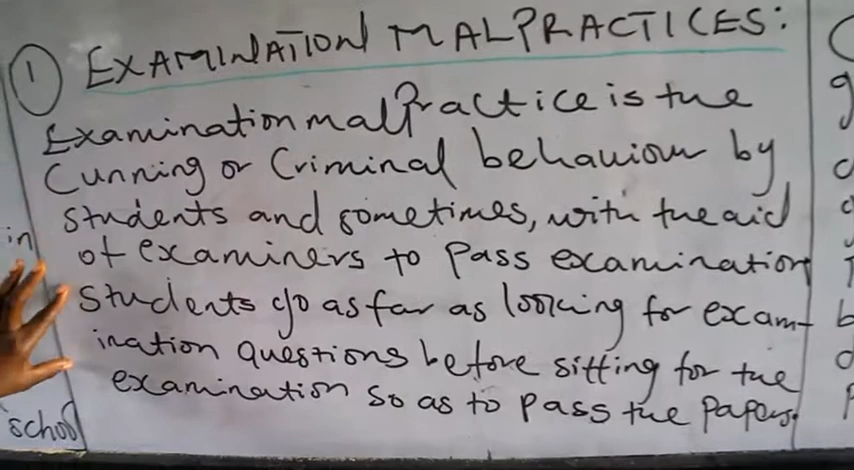 ① EXAMINATION MALPRACTICES:
Examination malpractice is the
Cunning or Criminal behaviour by
students and sometimes, with the aid
of examiners to pass examination
students go as far as looking for exam-
ination questions before sitting for the
examination so as to pass the papers.
in
school